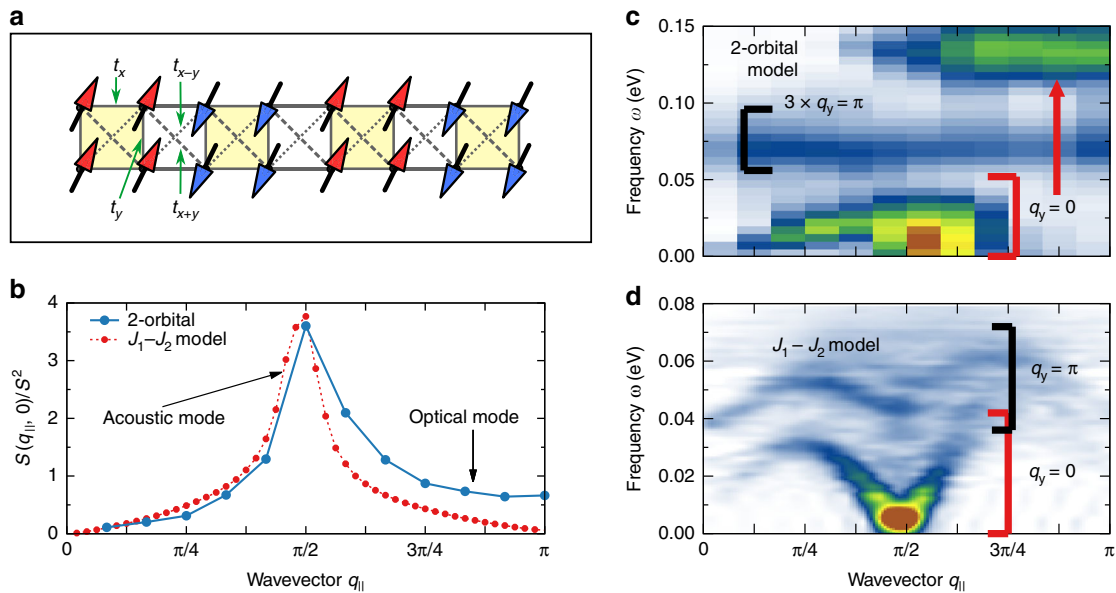 a
t_x
t_{x−y}
t_y
t_{x+y}
b
S(q_{||}, 0)/S^2
4
3
2
1
0
2-orbital
J_1–J_2 model
Acoustic mode
Optical mode
0
π/4
π/2
3π/4
π
Wavevector q_{||}
c
Frequency ω (eV)
0.15
0.10
0.05
0.00
2-orbital
model
3 × q_y = π
q_y = 0
d
Frequency ω (eV)
0.08
0.06
0.04
0.02
0.00
J_1 – J_2 model
q_y = π
q_y = 0
0
π/4
π/2
3π/4
π
Wavevector q_{||}